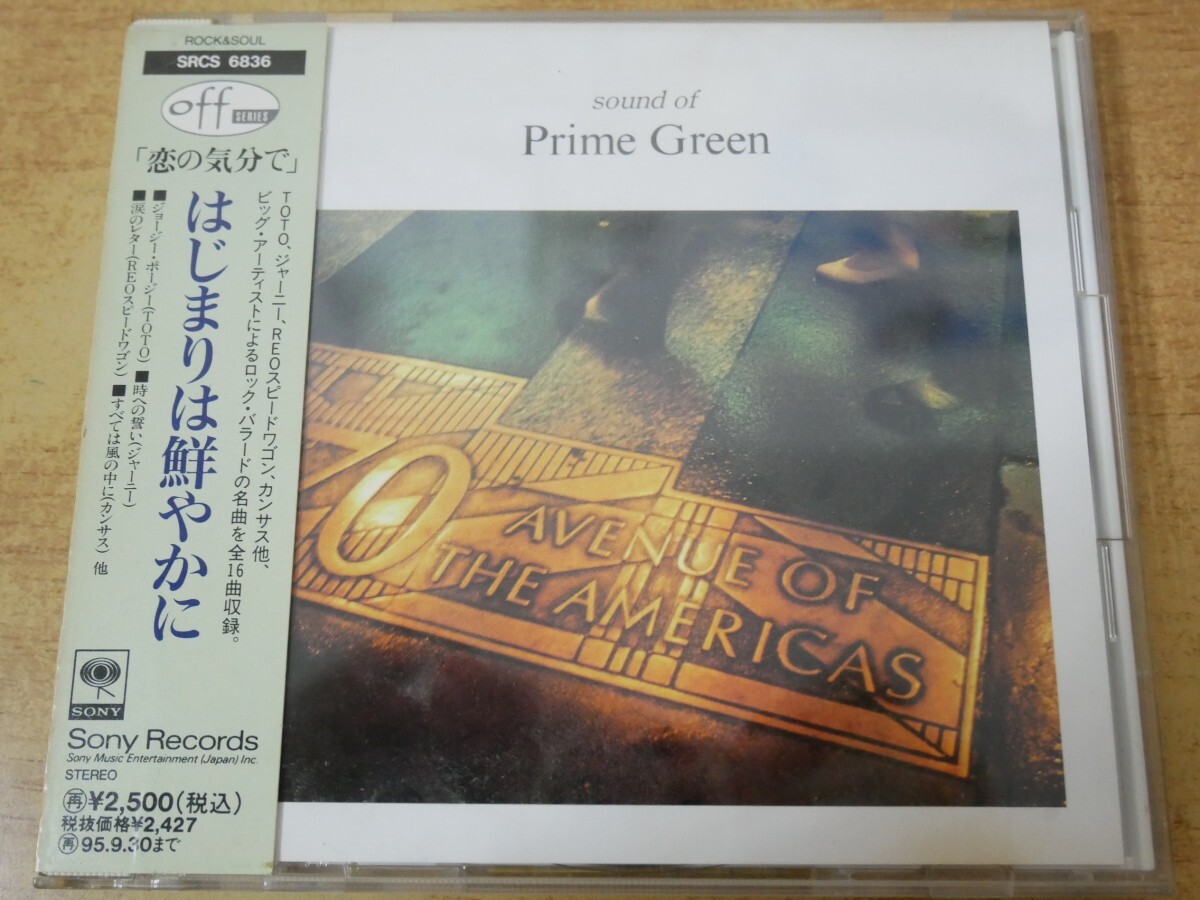 ROCK&SOUL
SRCS 6836
off
SERIES
「恋の気分で」
はじまりは鮮やかに
TOTO、ジャーニー、REOスピードワゴン、カンサス他、
ビッグ・アーティストによるロック・バラードの名曲を全16曲収録。
■ジョージー・ポージー(TOTO) ■時への誓い(ジャーニー)
■涙のレター(REOスピードワゴン) ■すべては風の中に(カンサス) 他
SONY
Sony Records
Sony Music Entertainment (Japan) Inc.
STEREO
再¥2,500(税込)
税抜価格¥2,427
再95.9.30まで
sound of
Prime Green
70
AVENUE OF
THE AMERICAS